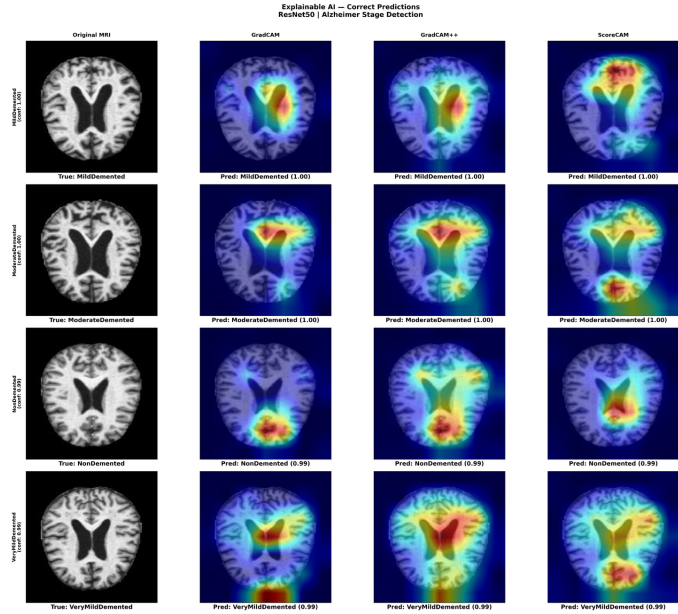 Explainable AI — Correct Predictions
ResNet50 | Alzheimer Stage Detection
Original MRI GradCAM GradCAM++ ScoreCAM
MildDemented
(conf: 1.00)
True: MildDemented Pred: MildDemented (1.00) Pred: MildDemented (1.00) Pred: MildDemented (1.00)
ModerateDemented
(conf: 1.00)
True: ModerateDemented Pred: ModerateDemented (1.00) Pred: ModerateDemented (1.00) Pred: ModerateDemented (1.00)
NonDemented
(conf: 0.99)
True: NonDemented Pred: NonDemented (0.99) Pred: NonDemented (0.99) Pred: NonDemented (0.99)
VeryMildDemented
(conf: 0.99)
True: VeryMildDemented Pred: VeryMildDemented (0.99) Pred: VeryMildDemented (0.99) Pred: VeryMildDemented (0.99)